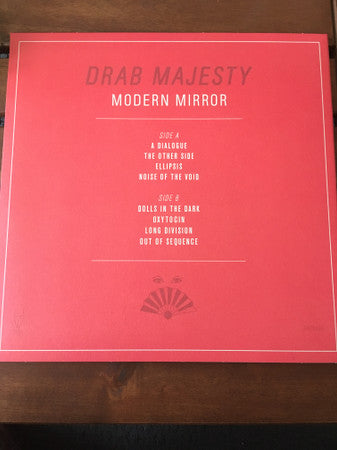 DRAB MAJESTY
MODERN MIRROR
SIDE A
A DIALOGUE
THE OTHER SIDE
ELLIPSIS
NOISE OF THE VOID
SIDE B
DOLLS IN THE DARK
OXYTOCIN
LONG DIVISION
OUT OF SEQUENCE